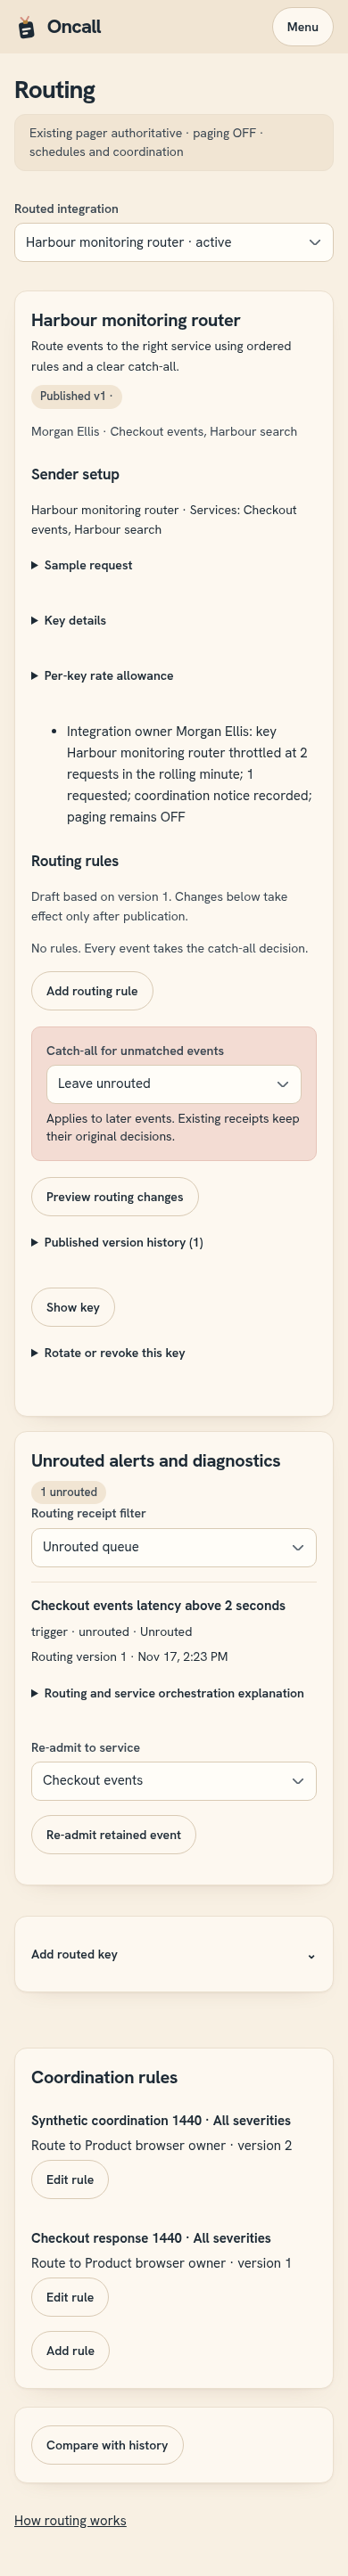 Oncall
Menu
Routing
Existing pager authoritative · paging OFF ·
schedules and coordination
Routed integration
Harbour monitoring router · active
Harbour monitoring router
Route events to the right service using ordered
rules and a clear catch-all.
Published v1 ·
Morgan Ellis · Checkout events, Harbour search
Sender setup
Harbour monitoring router · Services: Checkout
events, Harbour search
Sample request
Key details
Per-key rate allowance
Integration owner Morgan Ellis: key
Harbour monitoring router throttled at 2
requests in the rolling minute; 1
requested; coordination notice recorded;
paging remains OFF
Routing rules
Draft based on version 1. Changes below take
effect only after publication.
No rules. Every event takes the catch-all decision.
Add routing rule
Catch-all for unmatched events
Leave unrouted
Applies to later events. Existing receipts keep
their original decisions.
Preview routing changes
Published version history (1)
Show key
Rotate or revoke this key
Unrouted alerts and diagnostics
1 unrouted
Routing receipt filter
Unrouted queue
Checkout events latency above 2 seconds
trigger · unrouted · Unrouted
Routing version 1 · Nov 17, 2:23 PM
Routing and service orchestration explanation
Re-admit to service
Checkout events
Re-admit retained event
Add routed key
Coordination rules
Synthetic coordination 1440 · All severities
Route to Product browser owner · version 2
Edit rule
Checkout response 1440 · All severities
Route to Product browser owner · version 1
Edit rule
Add rule
Compare with history
How routing works